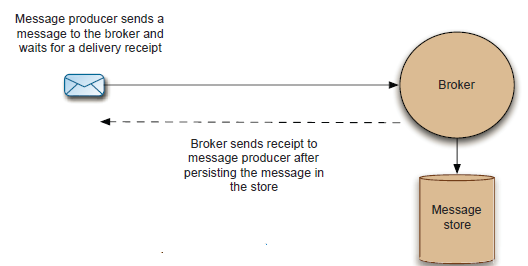 Message producer sends a
message to the broker and
waits for a delivery receipt
Broker
Broker sends receipt to
message producer after
persisting the message in
the store
Message
store